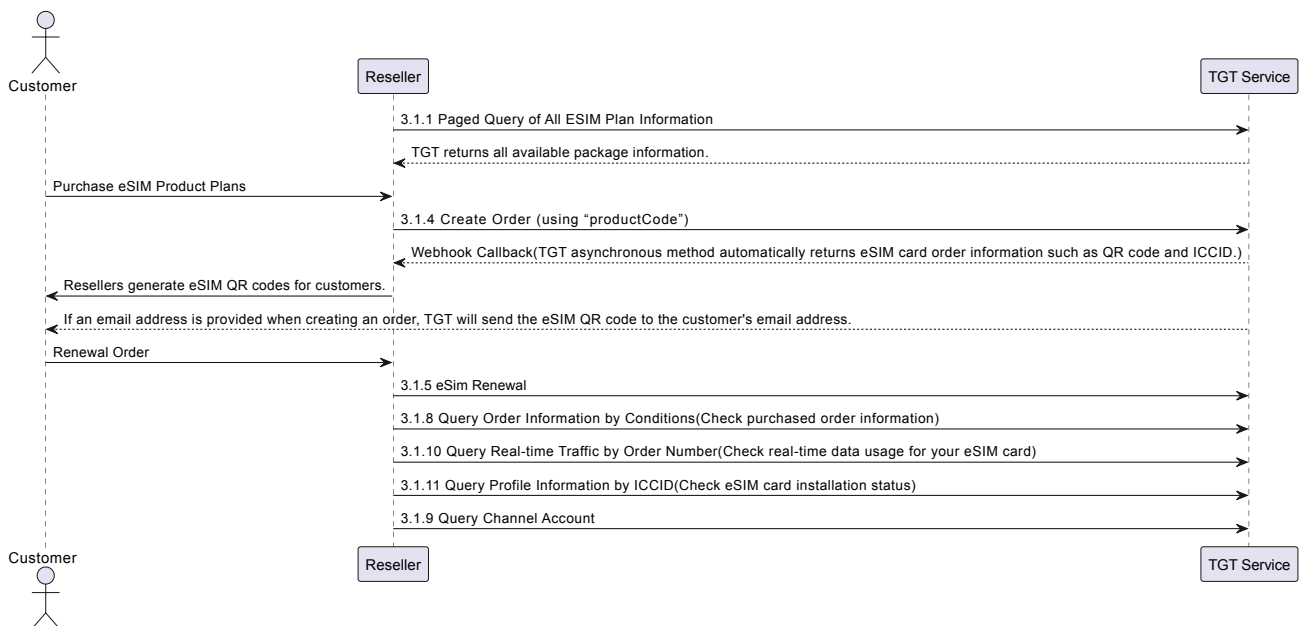 Customer
Reseller
TGT Service
3.1.1 Paged Query of All ESIM Plan Information
TGT returns all available package information.
Purchase eSIM Product Plans
3.1.4 Create Order (using “productCode”)
Webhook Callback(TGT asynchronous method automatically returns eSIM card order information such as QR code and ICCID.)
Resellers generate eSIM QR codes for customers.
If an email address is provided when creating an order, TGT will send the eSIM QR code to the customer's email address.
Renewal Order
3.1.5 eSim Renewal
3.1.8 Query Order Information by Conditions(Check purchased order information)
3.1.10 Query Real-time Traffic by Order Number(Check real-time data usage for your eSIM card)
3.1.11 Query Profile Information by ICCID(Check eSIM card installation status)
3.1.9 Query Channel Account
Customer
Reseller
TGT Service